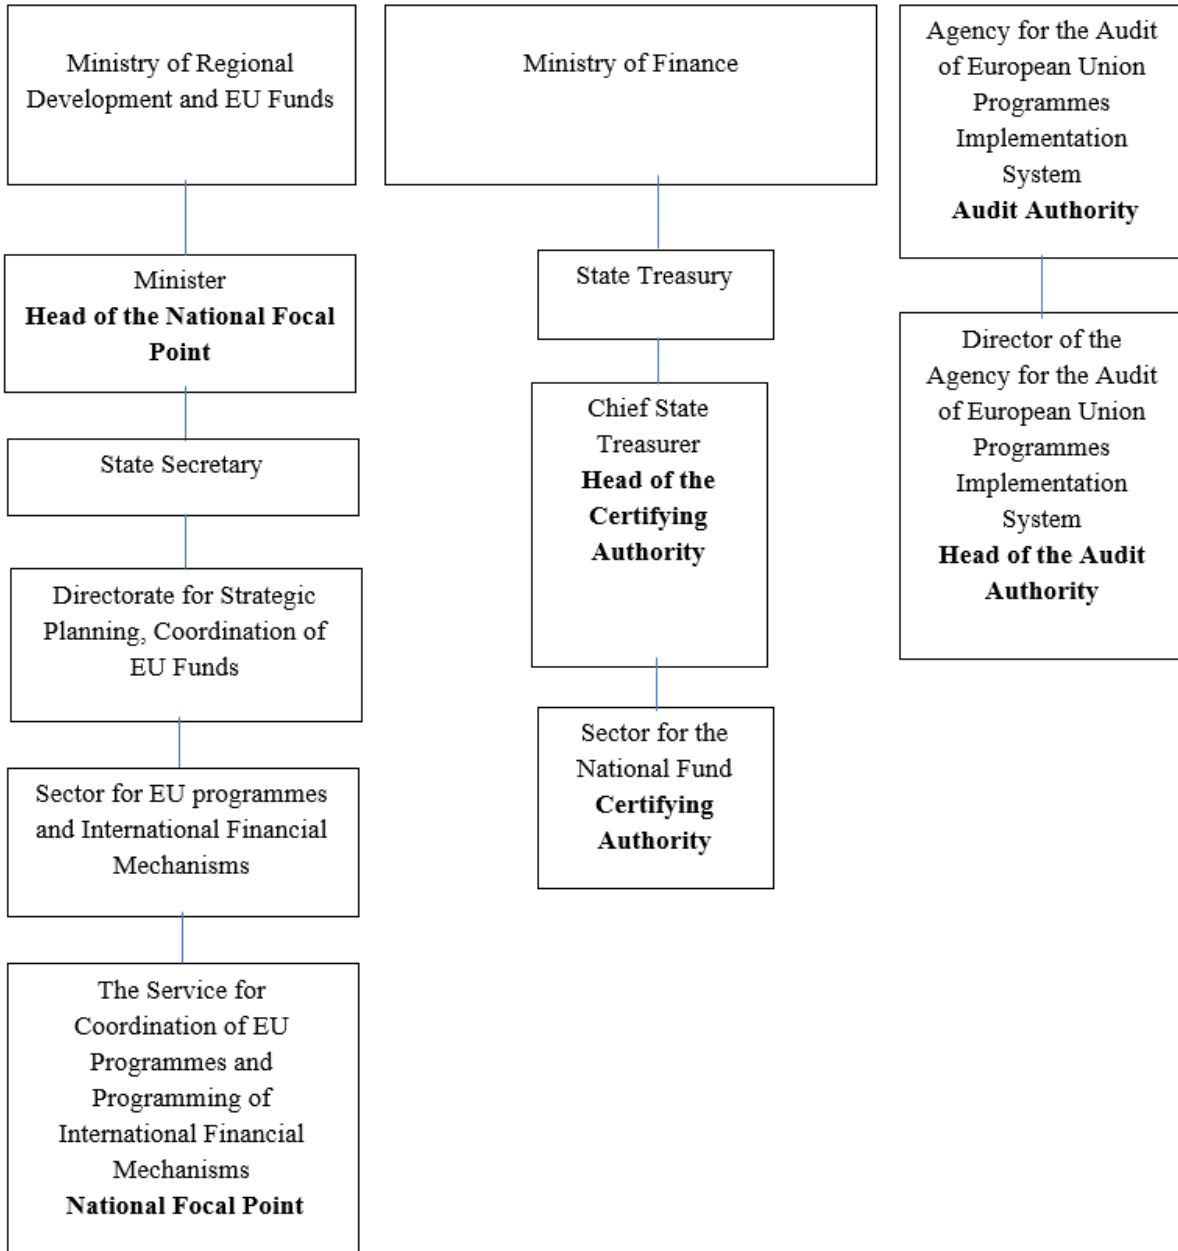 Ministry of Regional
Development and EU Funds
Minister
Head of the National Focal
Point
State Secretary
Directorate for Strategic
Planning, Coordination of
EU Funds
Sector for EU programmes
and International Financial
Mechanisms
The Service for
Coordination of EU
Programmes and
Programming of
International Financial
Mechanisms
National Focal Point
Ministry of Finance
State Treasury
Chief State
Treasurer
Head of the
Certifying
Authority
Sector for the
National Fund
Certifying
Authority
Agency for the Audit
of European Union
Programmes
Implementation
System
Audit Authority
Director of the
Agency for the Audit
of European Union
Programmes
Implementation
System
Head of the Audit
Authority